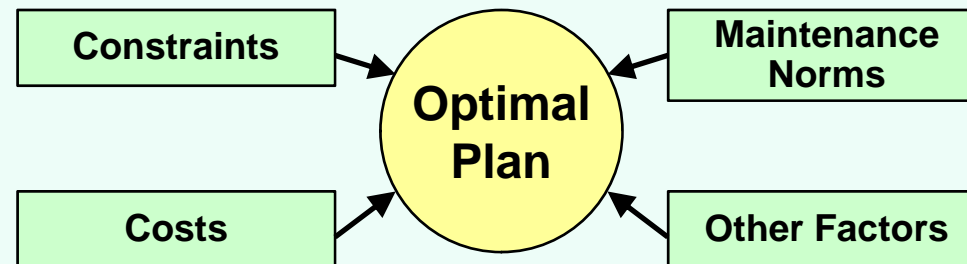 Constraints
Maintenance
Norms
Optimal
Plan
Costs
Other Factors